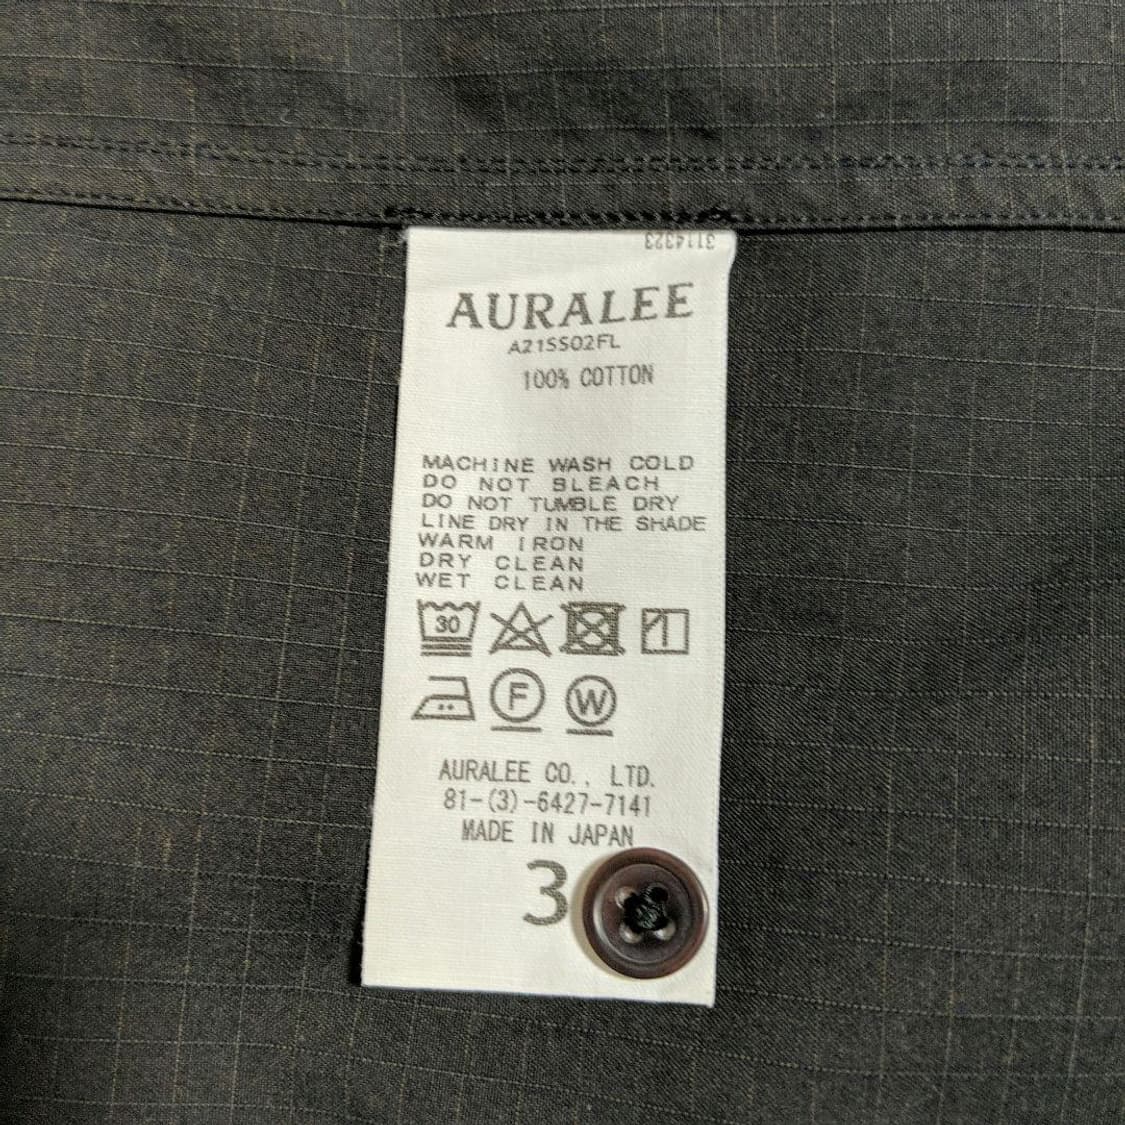 3114323
AURALEE
A21SS02FL
100% COTTON
MACHINE WASH COLD
DO NOT BLEACH
DO NOT TUMBLE DRY
LINE DRY IN THE SHADE
WARM IRON
DRY CLEAN
WET CLEAN
30
F W
AURALEE CO., LTD.
81-(3)-6427-7141
MADE IN JAPAN
3